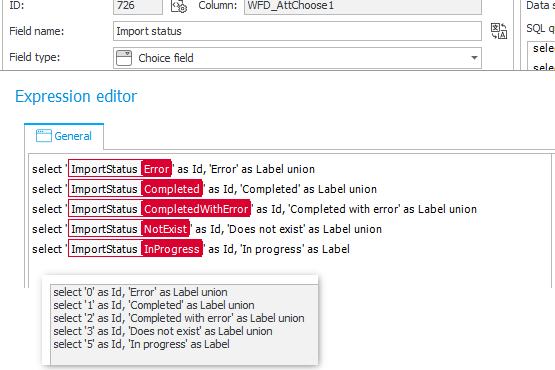 ID: 726 Column: WFD_AttChoose1 Data s
Field name: Import status SQL q
Field type: Choice field sele
sele
Expression editor
General
select 'ImportStatus Error' as Id, 'Error' as Label union
select 'ImportStatus Completed' as Id, 'Completed' as Label union
select 'ImportStatus CompletedWithError' as Id, 'Completed with error' as Label union
select 'ImportStatus NotExist' as Id, 'Does not exist' as Label union
select 'ImportStatus InProgress' as Id, 'In progress' as Label
select '0' as Id, 'Error' as Label union
select '1' as Id, 'Completed' as Label union
select '2' as Id, 'Completed with error' as Label union
select '3' as Id, 'Does not exist' as Label union
select '5' as Id, 'In progress' as Label